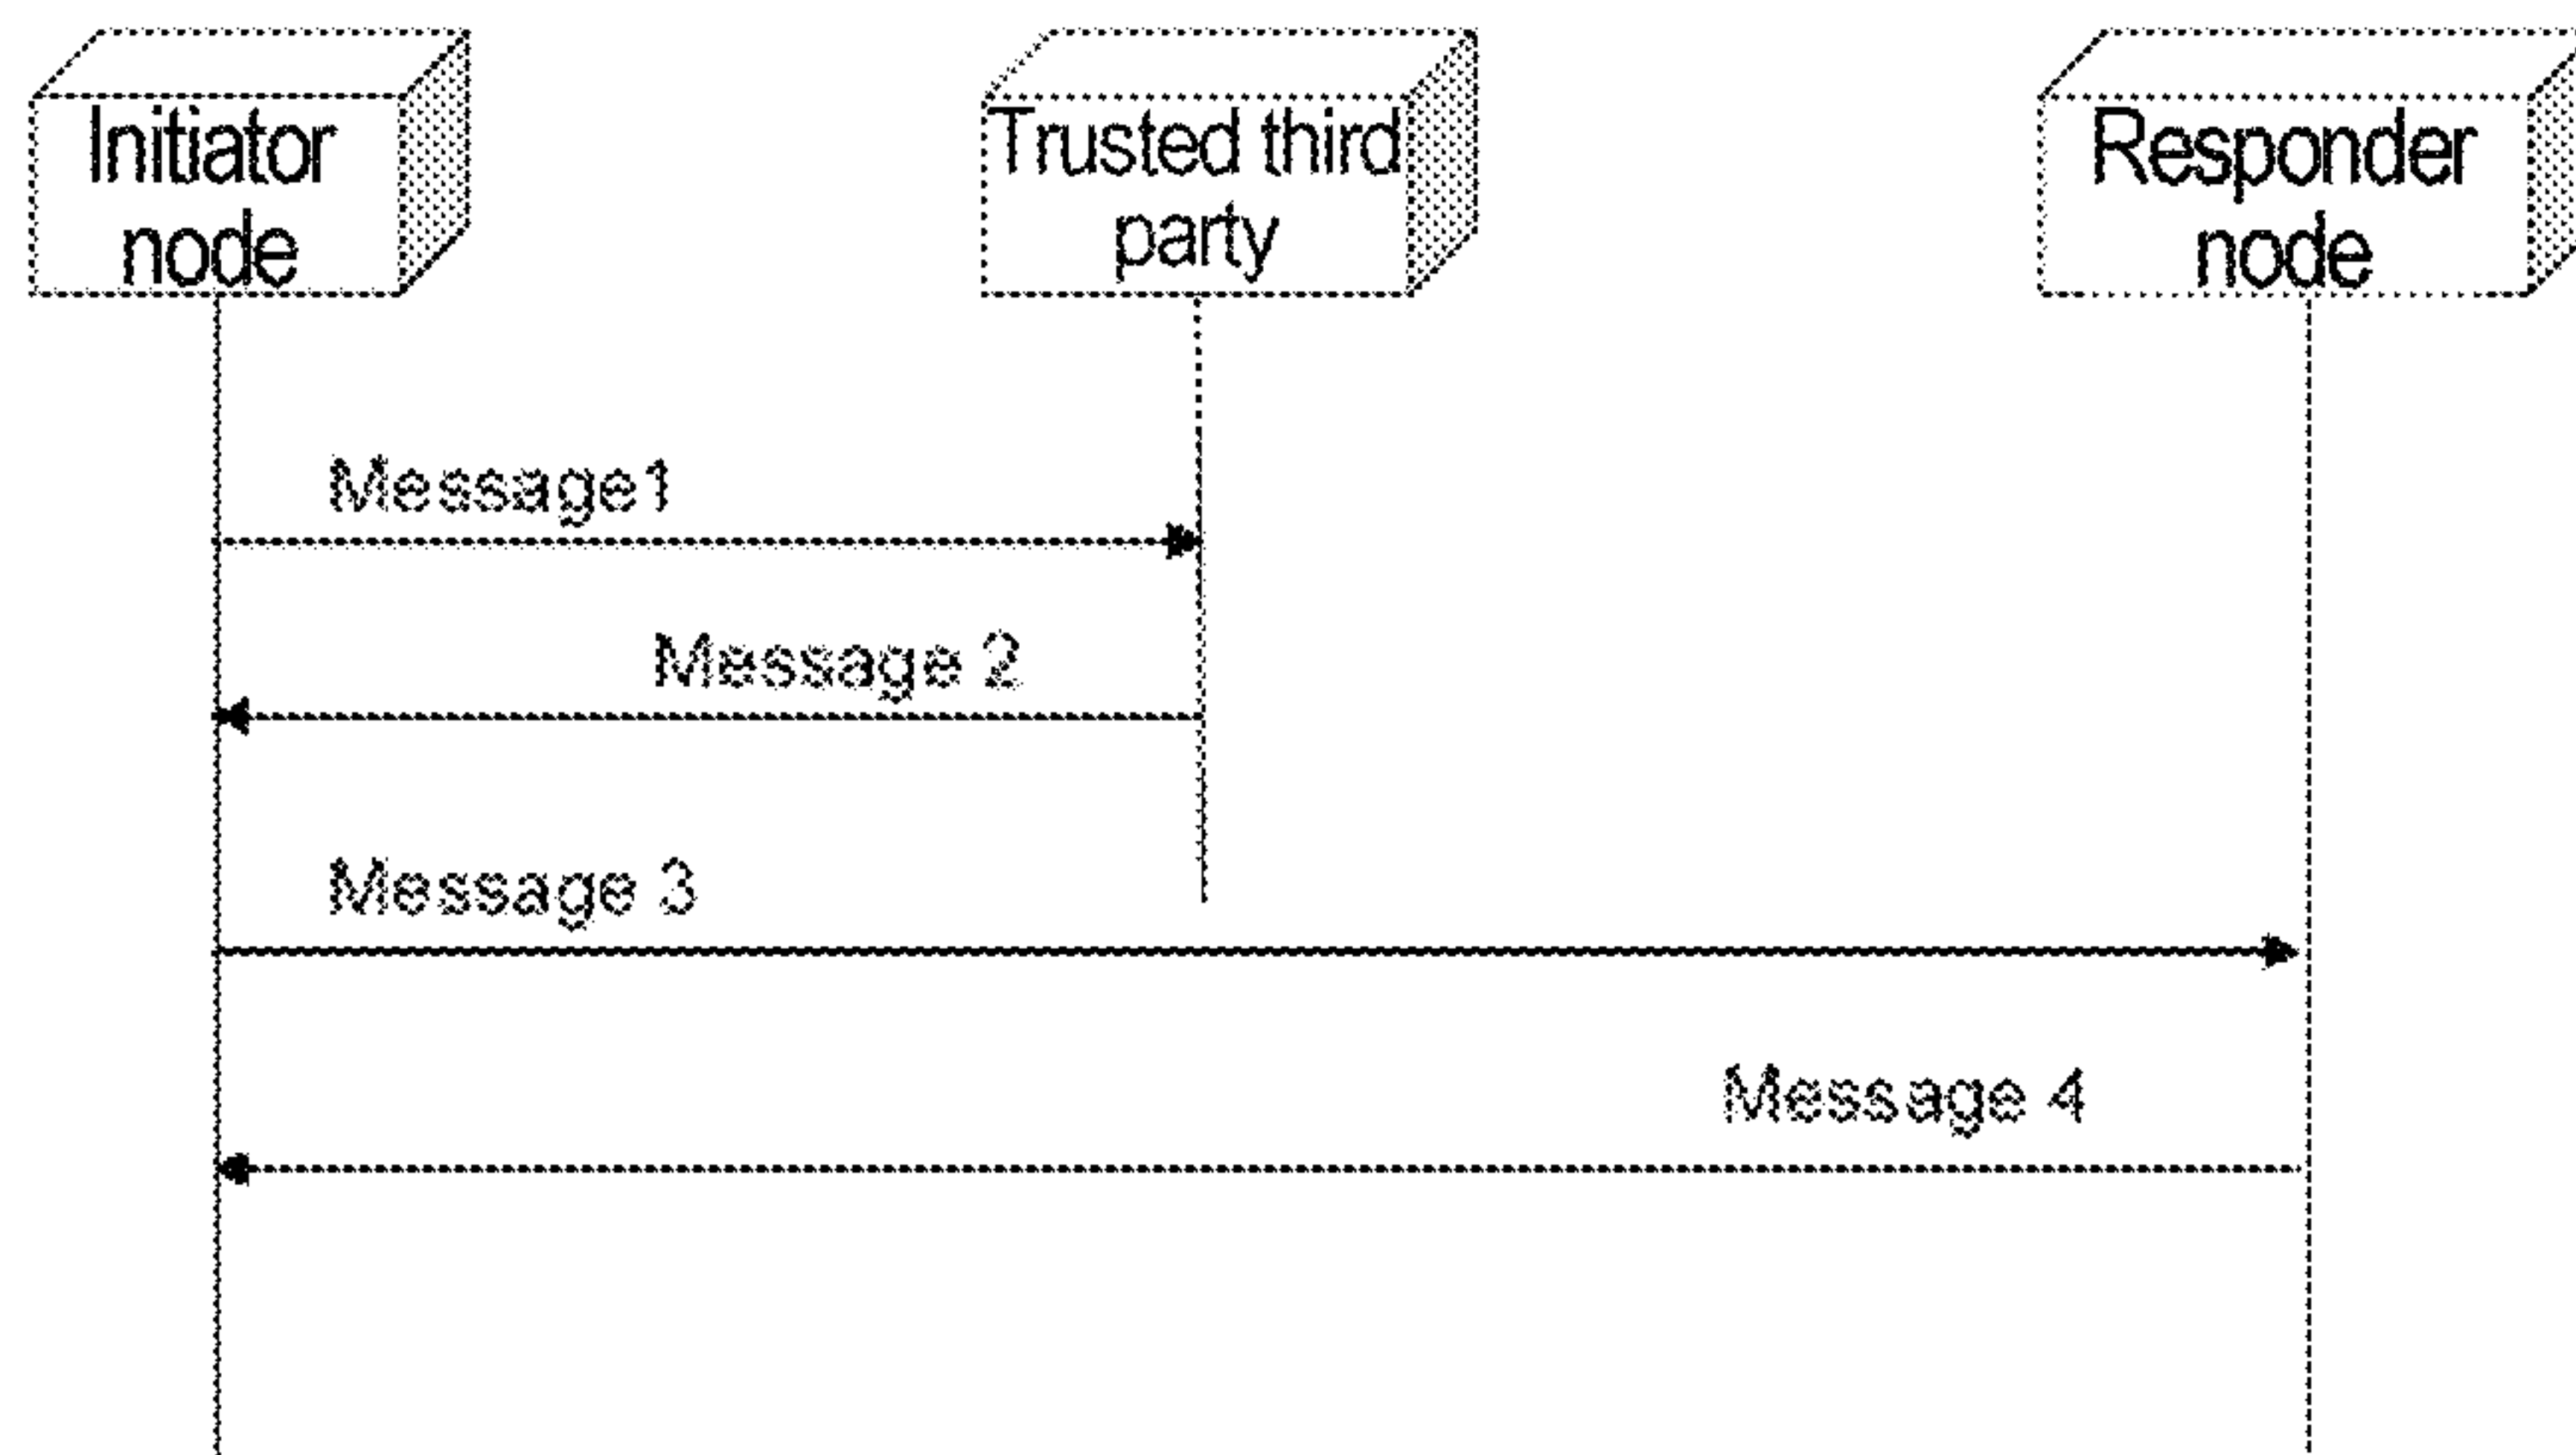 Initiator
node
Trusted third
party
Responder
node
Message1
Message 2
Message 3
Message 4